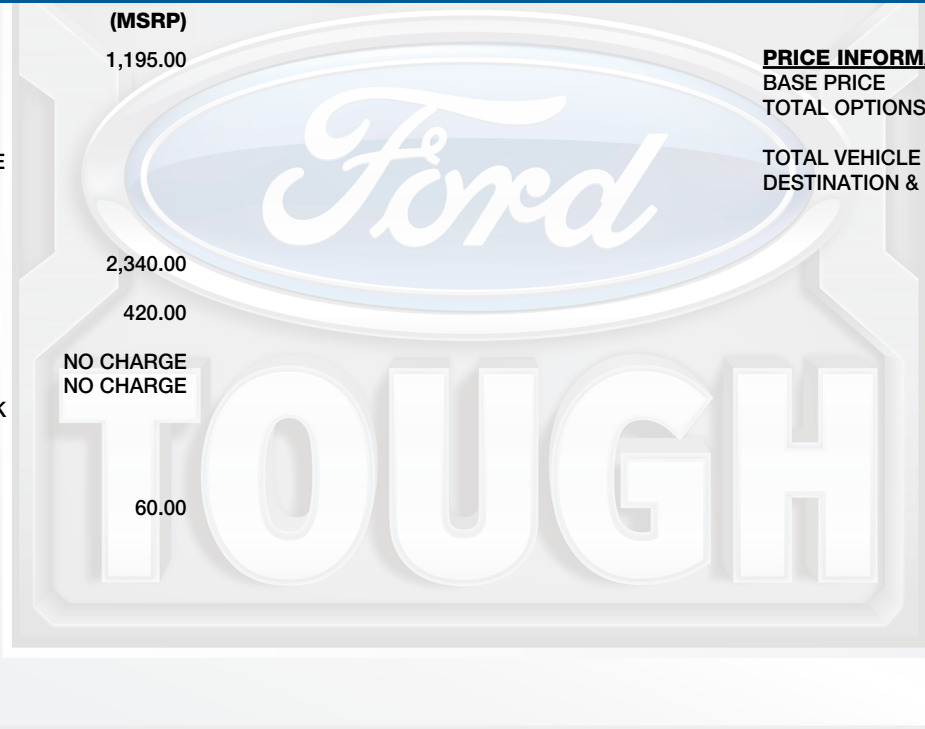 (MSRP)
1,195.00
E
2,340.00
420.00
NO CHARGE
NO CHARGE
K
60.00
PRICE INFORMA
BASE PRICE
TOTAL OPTIONS
TOTAL VEHICLE
DESTINATION &
Ford
TOUGH